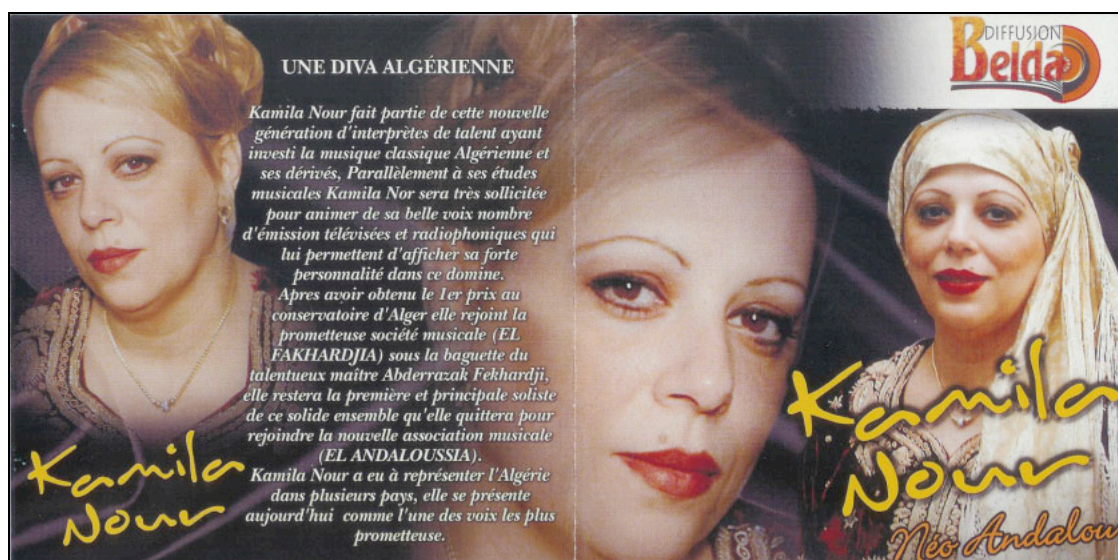 UNE DIVA ALGÉRIENNE
Kamila Nour fait partie de cette nouvelle
génération d'interprètes de talent ayant
investi la musique classique Algérienne et
ses dérivés, Parallèlement à ses études
musicales Kamila Nor sera très sollicitée
pour animer de sa belle voix nombre
d'émission télévisées et radiophoniques qui
lui permettent d'afficher sa forte
personnalité dans ce domine.
Apres avoir obtenu le 1er prix au
conservatoire d'Alger elle rejoint la
prometteuse société musicale (EL
FAKHARDJIA) sous la baguette du
talentueux maître Abderrazak Fekhardji,
elle restera la première et principale soliste
de ce solide ensemble qu'elle quittera pour
rejoindre la nouvelle association musicale
(EL ANDALOUSSIA).
Kamila Nour a eu à représenter l'Algérie
dans plusieurs pays, elle se présente
aujourd'hui comme l'une des voix les plus
prometteuse.
Kamila
Nour
DIFFUSION
Belda
Kamila
Nour
Néo Andalou